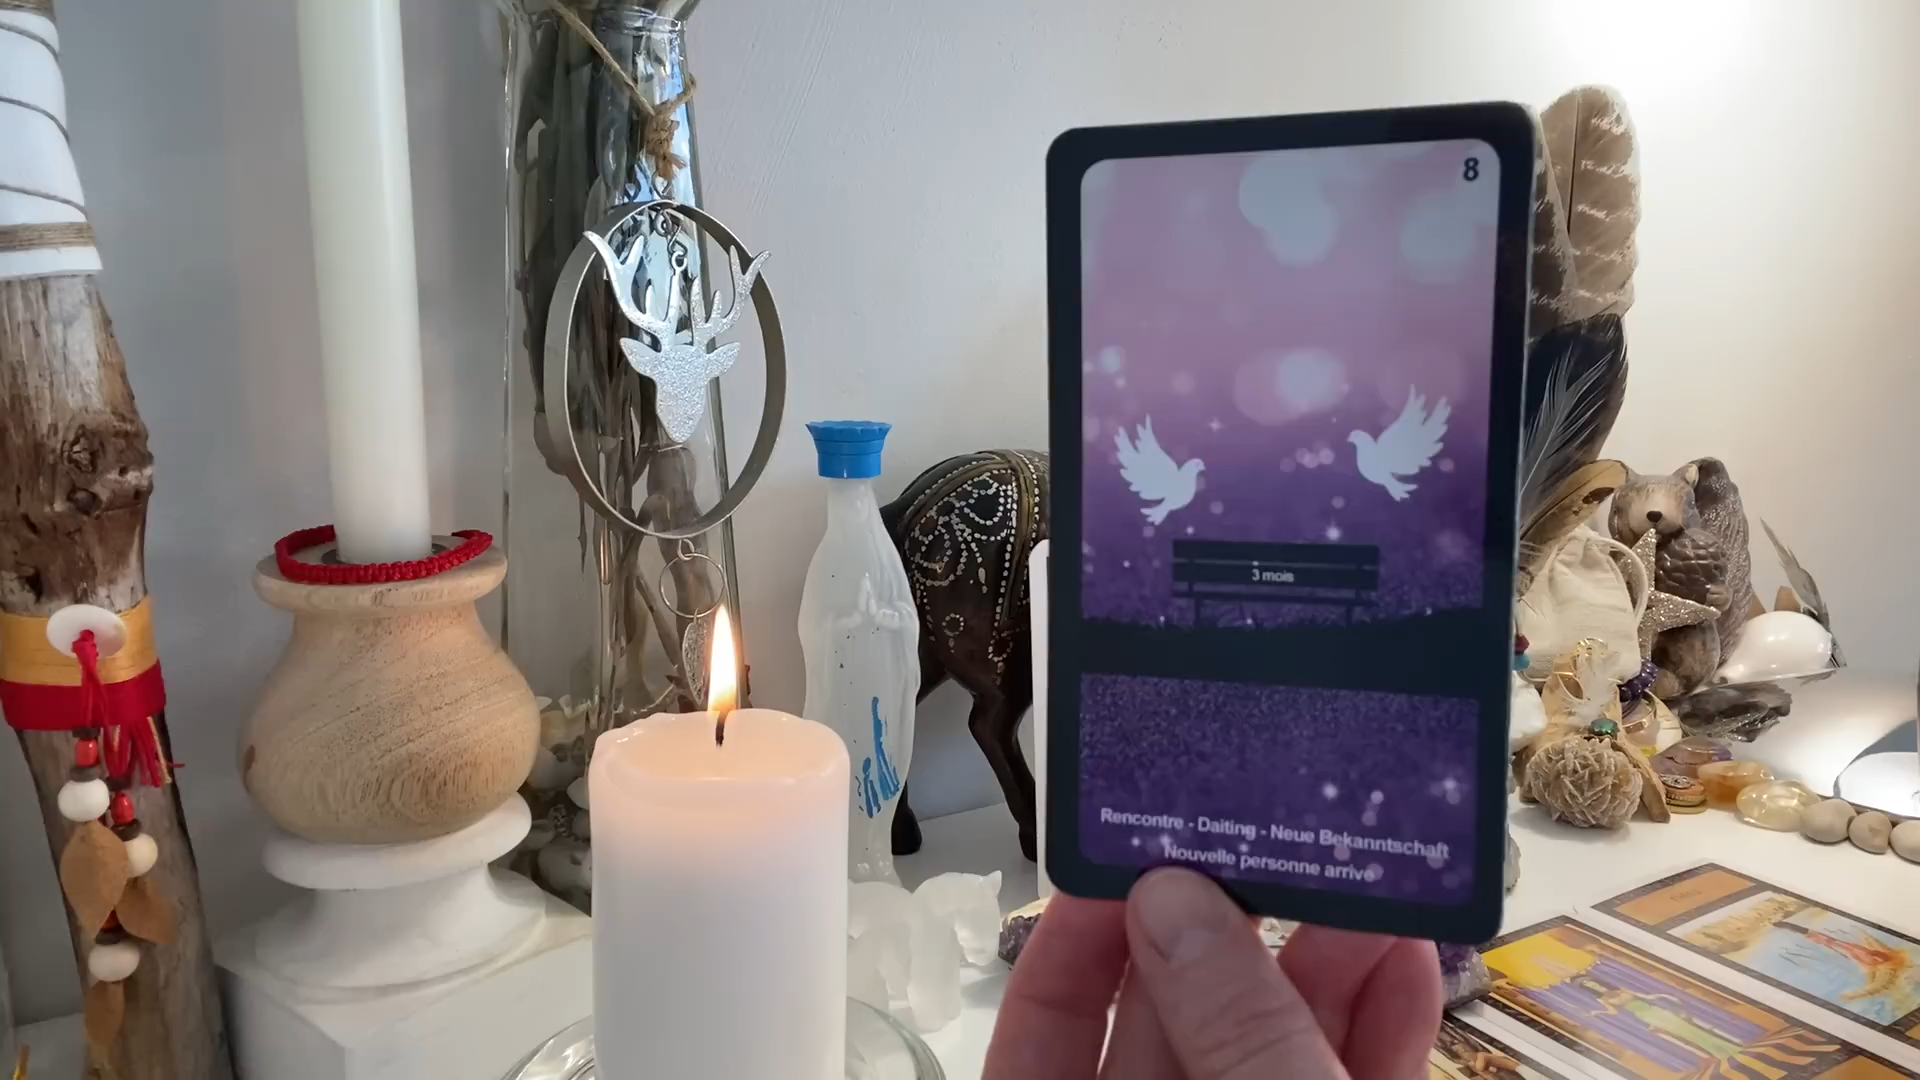 8
3 mois
Rencontre - Daiting - Neue Bekanntschaft
Nouvelle personne arrive